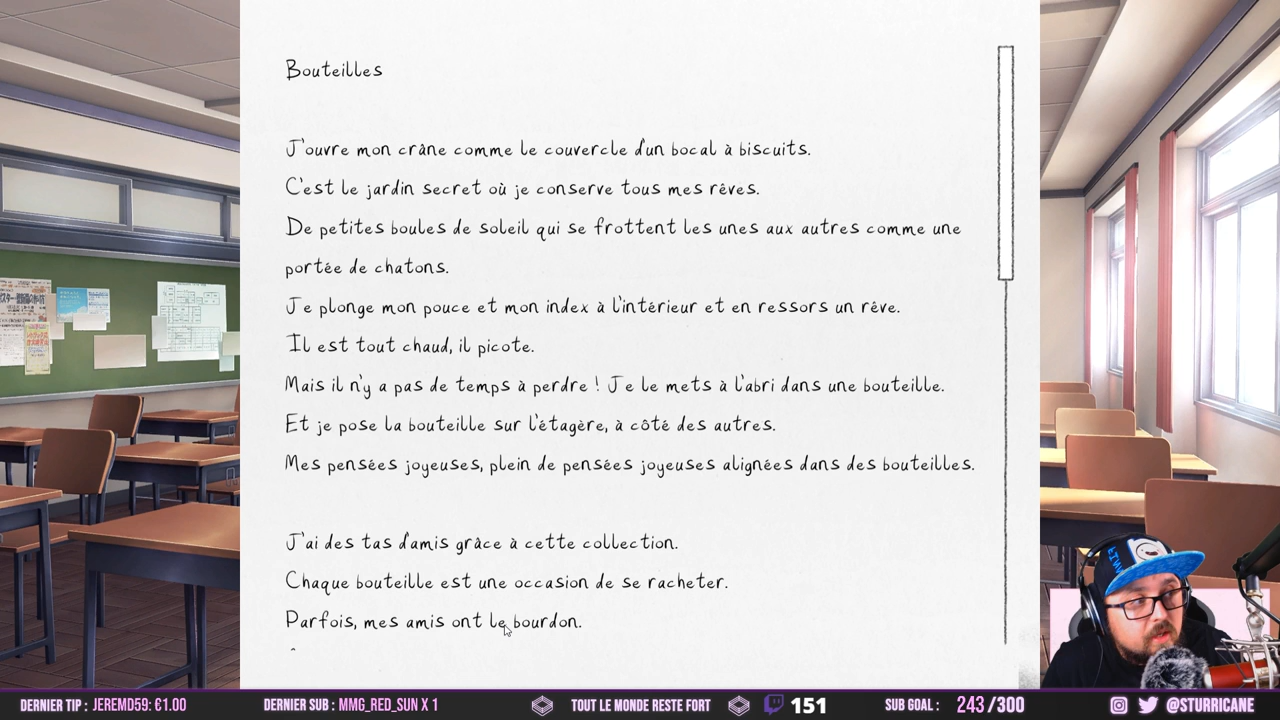 Bouteilles
J'ouvre mon crâne comme le couvercle d'un bocal à biscuits.
C'est le jardin secret où je conserve tous mes rêves.
De petites boules de soleil qui se frottent les unes aux autres comme une
portée de chatons.
Je plonge mon pouce et mon index à l'intérieur et en ressors un rêve.
Il est tout chaud, il picote.
Mais il n'y a pas de temps à perdre ! Je le mets à l'abri dans une bouteille.
Et je pose la bouteille sur l'étagère, à côté des autres.
Mes pensées joyeuses, plein de pensées joyeuses alignées dans des bouteilles.
J'ai des tas d'amis grâce à cette collection.
Chaque bouteille est une occasion de se racheter.
Parfois, mes amis ont le bourdon.
DERNIER TIP : JEREMD59: €1.00 DERNIER SUB : MMG_RED_SUN X 1 TOUT LE MONDE RESTE FORT 151 SUB GOAL : 243/300 @STURRICANE